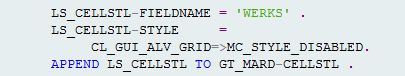 LS_CELLSTL-FIELDNAME = 'WERKS' .
LS_CELLSTL-STYLE     =
      CL_GUI_ALV_GRID=>MC_STYLE_DISABLED.
APPEND LS_CELLSTL TO GT_MARD-CELLSTL .